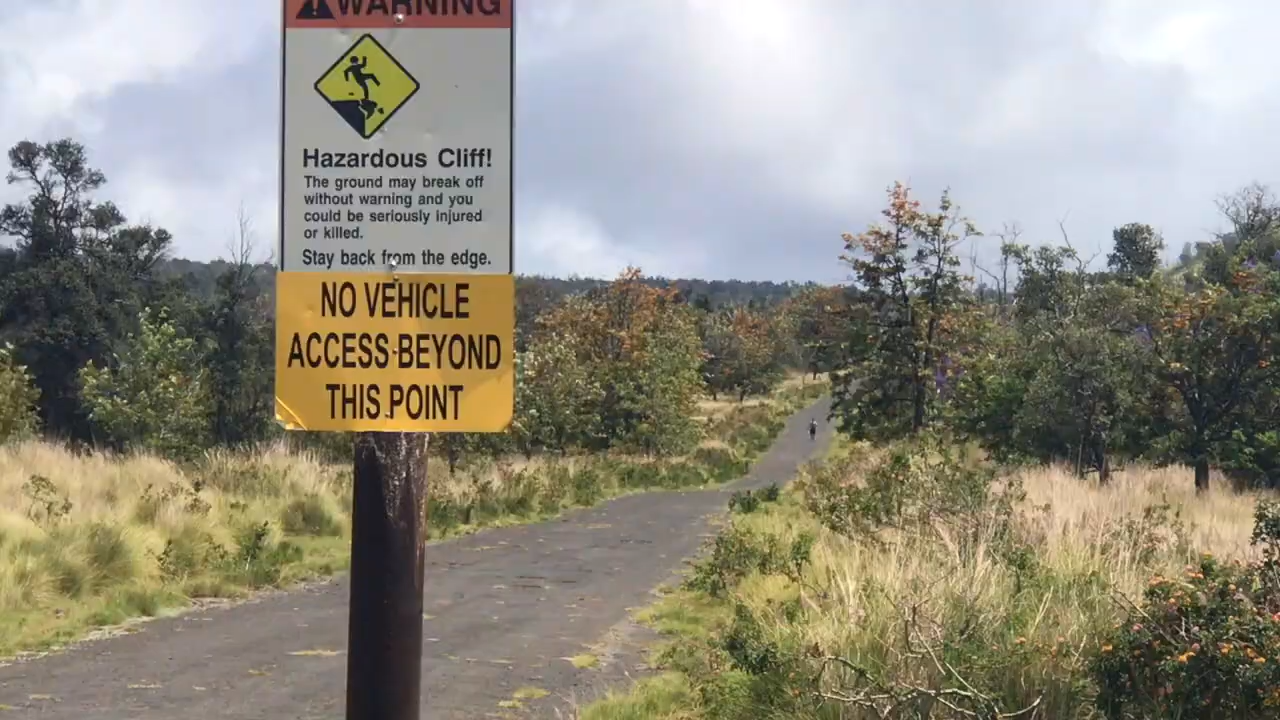 WARNING
Hazardous Cliff!
The ground may break off
without warning and you
could be seriously injured
or killed.
Stay back from the edge.
NO VEHICLE
ACCESS BEYOND
THIS POINT